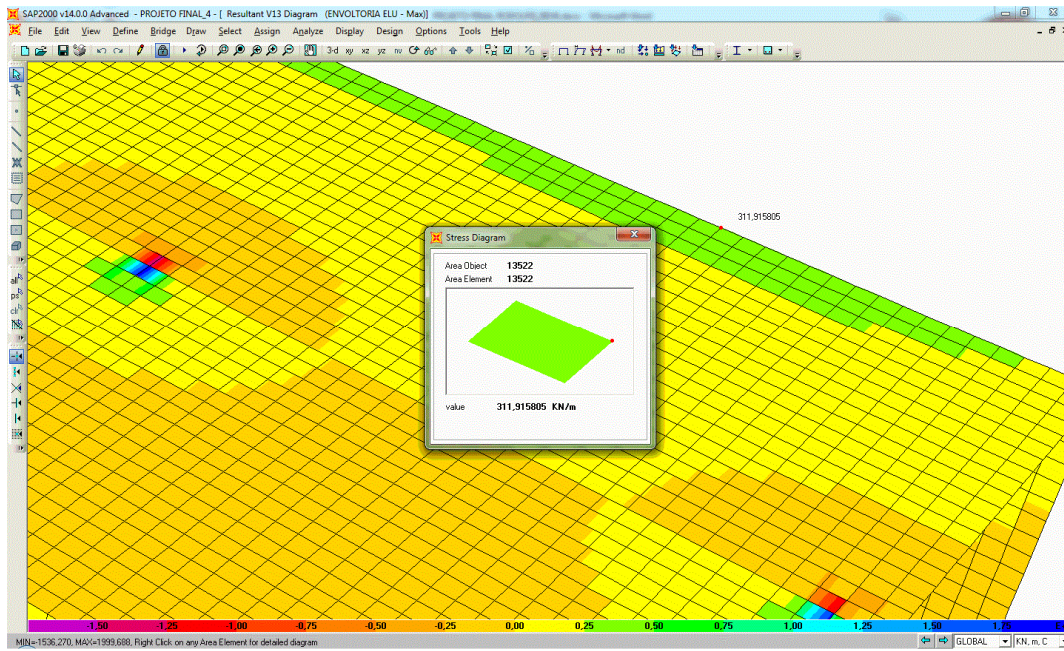 SAP2000 v14.0.0 Advanced - PROJETO FINAL_4 - [ Resultant V13 Diagram (ENVOLTORIA ELU - Max)]
File Edit View Define Bridge Draw Select Assign Analyze Display Design Options Tools Help
3-d xy xz yz nv nd
311,915805
Stress Diagram
Area Object 13522
Area Element 13522
value 311,915805 KN/m
all
ps
clr
-1,50 -1,25 -1,00 -0,75 -0,50 -0,25 0,00 0,25 0,50 0,75 1,00 1,25 1,50
MIN=-1536,270, MAX=1999,688, Right Click on any Area Element for detailed diagram
GLOBAL KN, m, C